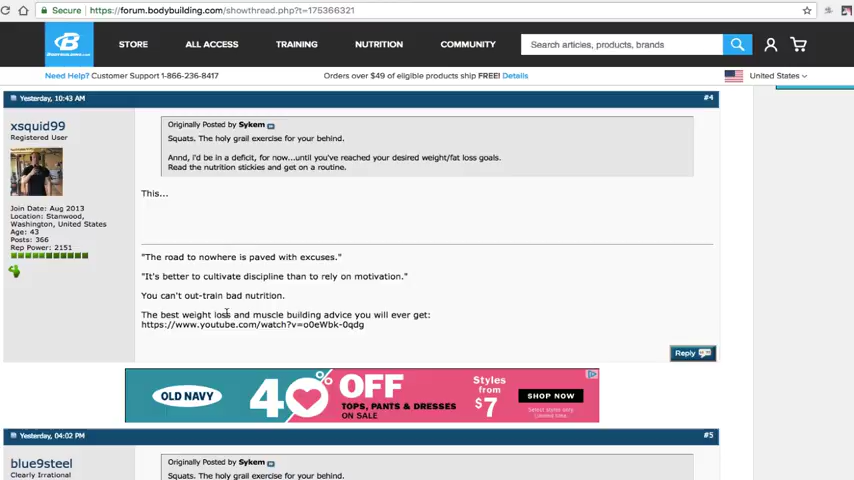 Secure https://forum.bodybuilding.com/showthread.php?t=175366321
STORE ALL ACCESS TRAINING NUTRITION COMMUNITY Search articles, products, brands
BODYBUILDING.COM
Need Help? Customer Support 1-866-236-8417 Orders over $49 of eligible products ship FREE! Details United States
Yesterday, 10:43 AM #4
xsquid99
Registered User
Join Date: Aug 2013
Location: Stanwood,
Washington, United States
Age: 43
Posts: 366
Rep Power: 2151
Originally Posted by Sykem
Squats. The holy grail exercise for your behind.
Annd, i'd be in a deficit, for now...until you've reached your desired weight/fat loss goals.
Read the nutrition stickies and get on a routine.
This...
"The road to nowhere is paved with excuses."
"It's better to cultivate discipline than to rely on motivation."
You can't out-train bad nutrition.
The best weight loss and muscle building advice you will ever get:
https://www.youtube.com/watch?v=o0eWbk-0qdg
Reply
OLD NAVY 40% OFF
TOPS, PANTS & DRESSES
ON SALE
Styles
from
$7
SHOP NOW
Select styles only.
Limited time.
Yesterday, 04:02 PM #5
blue9steel
Clearly Irrational
Originally Posted by Sykem
Squats. The holy grail exercise for your behind.